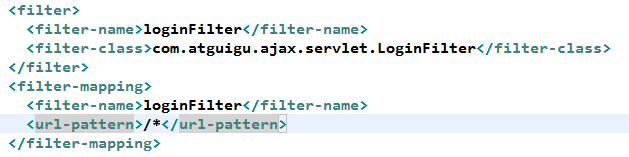 <filter>
<filter-name>loginFilter</filter-name>
<filter-class>com.atguigu.ajax.servlet.LoginFilter</filter-class>
</filter>
<filter-mapping>
<filter-name>loginFilter</filter-name>
<url-pattern>/*</url-pattern>
</filter-mapping>